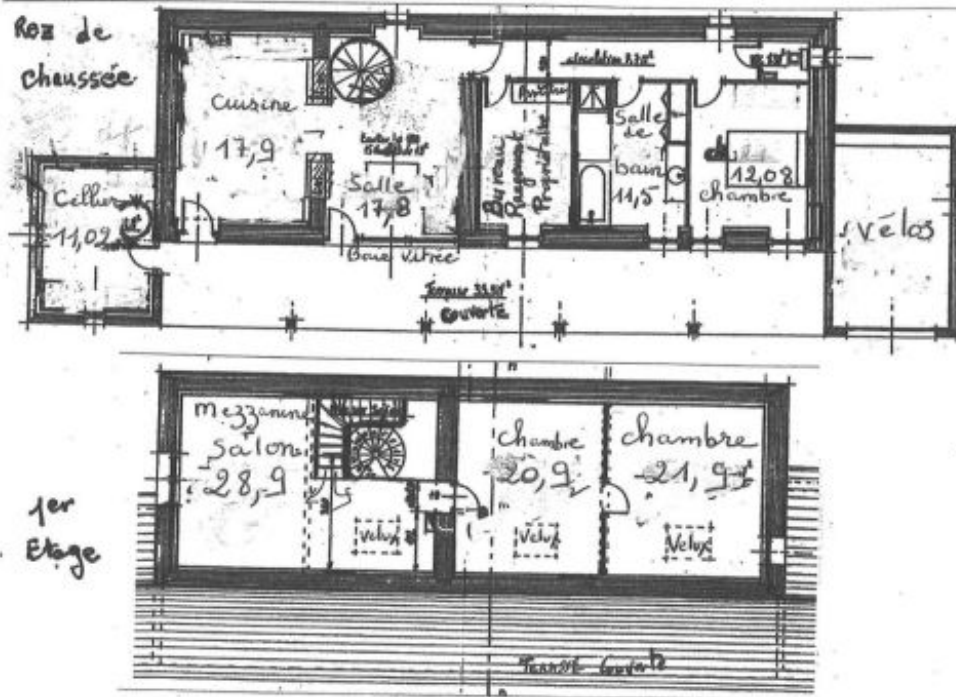 Rez de
chaussée
Cuisine
17,9
Salle
17,8
Bureau
Rangement
Propriétaire
Salle
de
bain
11,5
12,08
chambre
Cellier
11,02
Vélos
Baie vitrée
Couverte
1er
Etage
Mezzanine
Salon
28,9
Velux
Chambre
20,9
Velux
Chambre
21,9
Velux
Terrasse Couverte